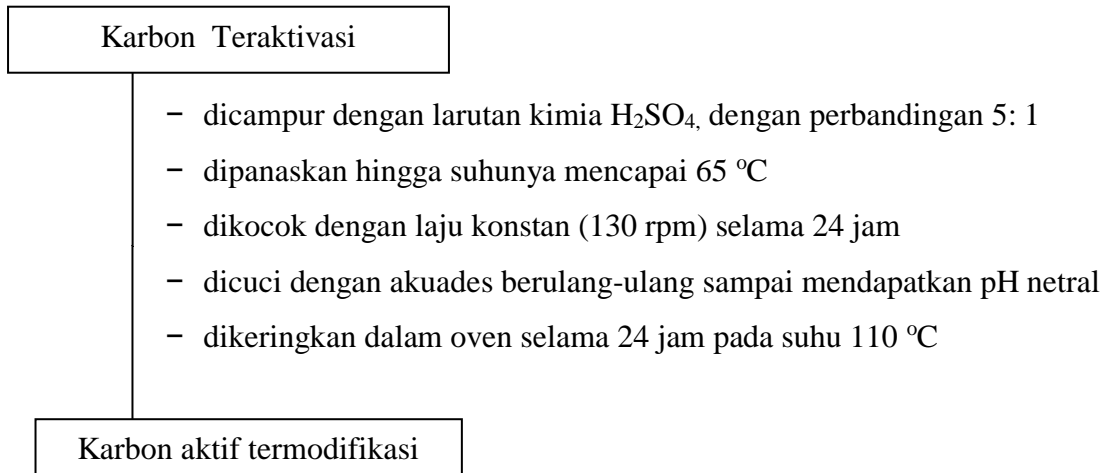 Karbon  Teraktivasi
− dicampur dengan larutan kimia H₂SO₄, dengan perbandingan 5: 1
− dipanaskan hingga suhunya mencapai 65 ᵒC
− dikocok dengan laju konstan (130 rpm) selama 24 jam
− dicuci dengan akuades berulang-ulang sampai mendapatkan pH netral
− dikeringkan dalam oven selama 24 jam pada suhu 110 ᵒC
Karbon aktif termodifikasi